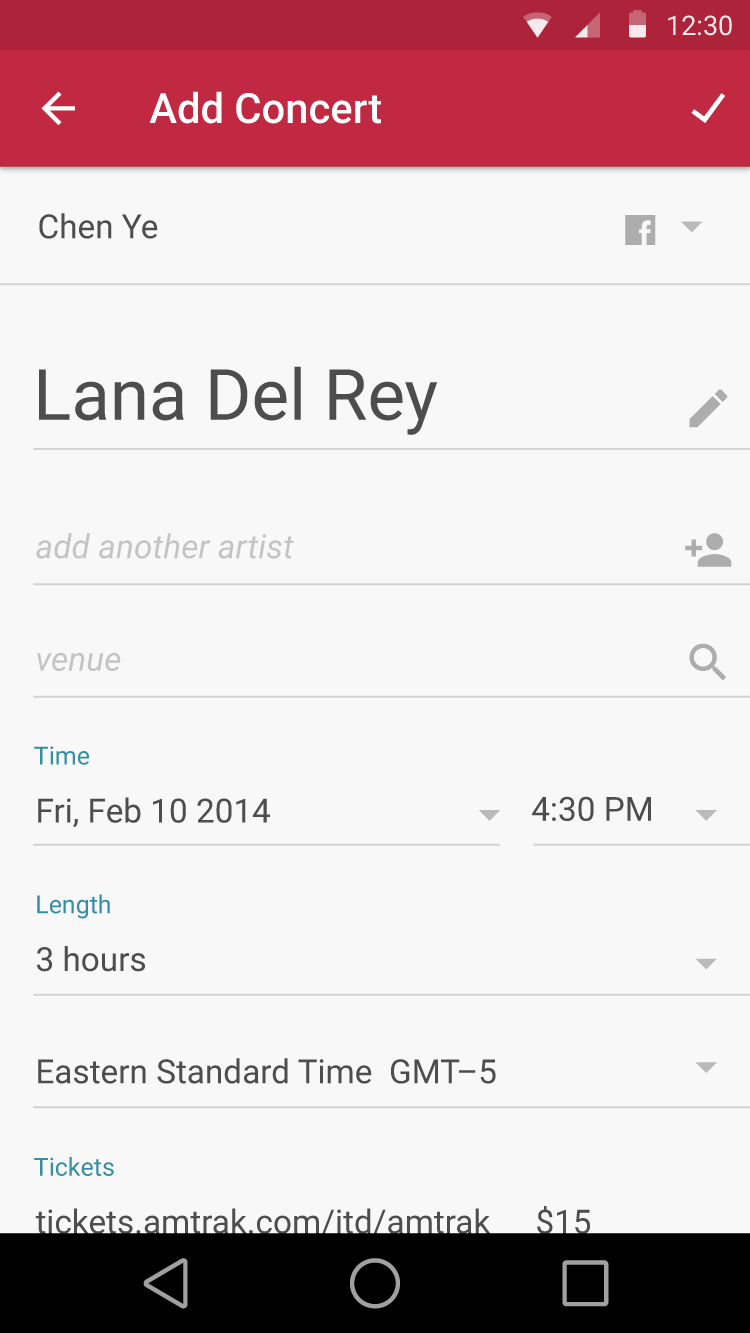 12:30
Add Concert
Chen Ye
Lana Del Rey
add another artist
venue
Time
Fri, Feb 10 2014 4:30 PM
Length
3 hours
Eastern Standard Time GMT–5
Tickets
tickets.amtrak.com/itd/amtrak $15